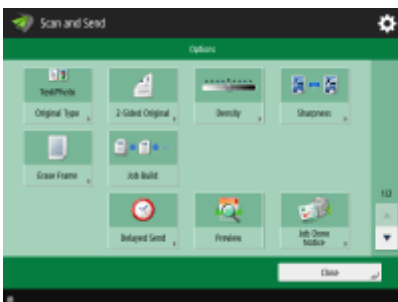 Scan and Send
Options
Text/Photo
Original Type
2-Sided Original
Density
Sharpness
Erase Frame
Job Build
1/2
Delayed Send
Preview
Job Done
Notice
Close